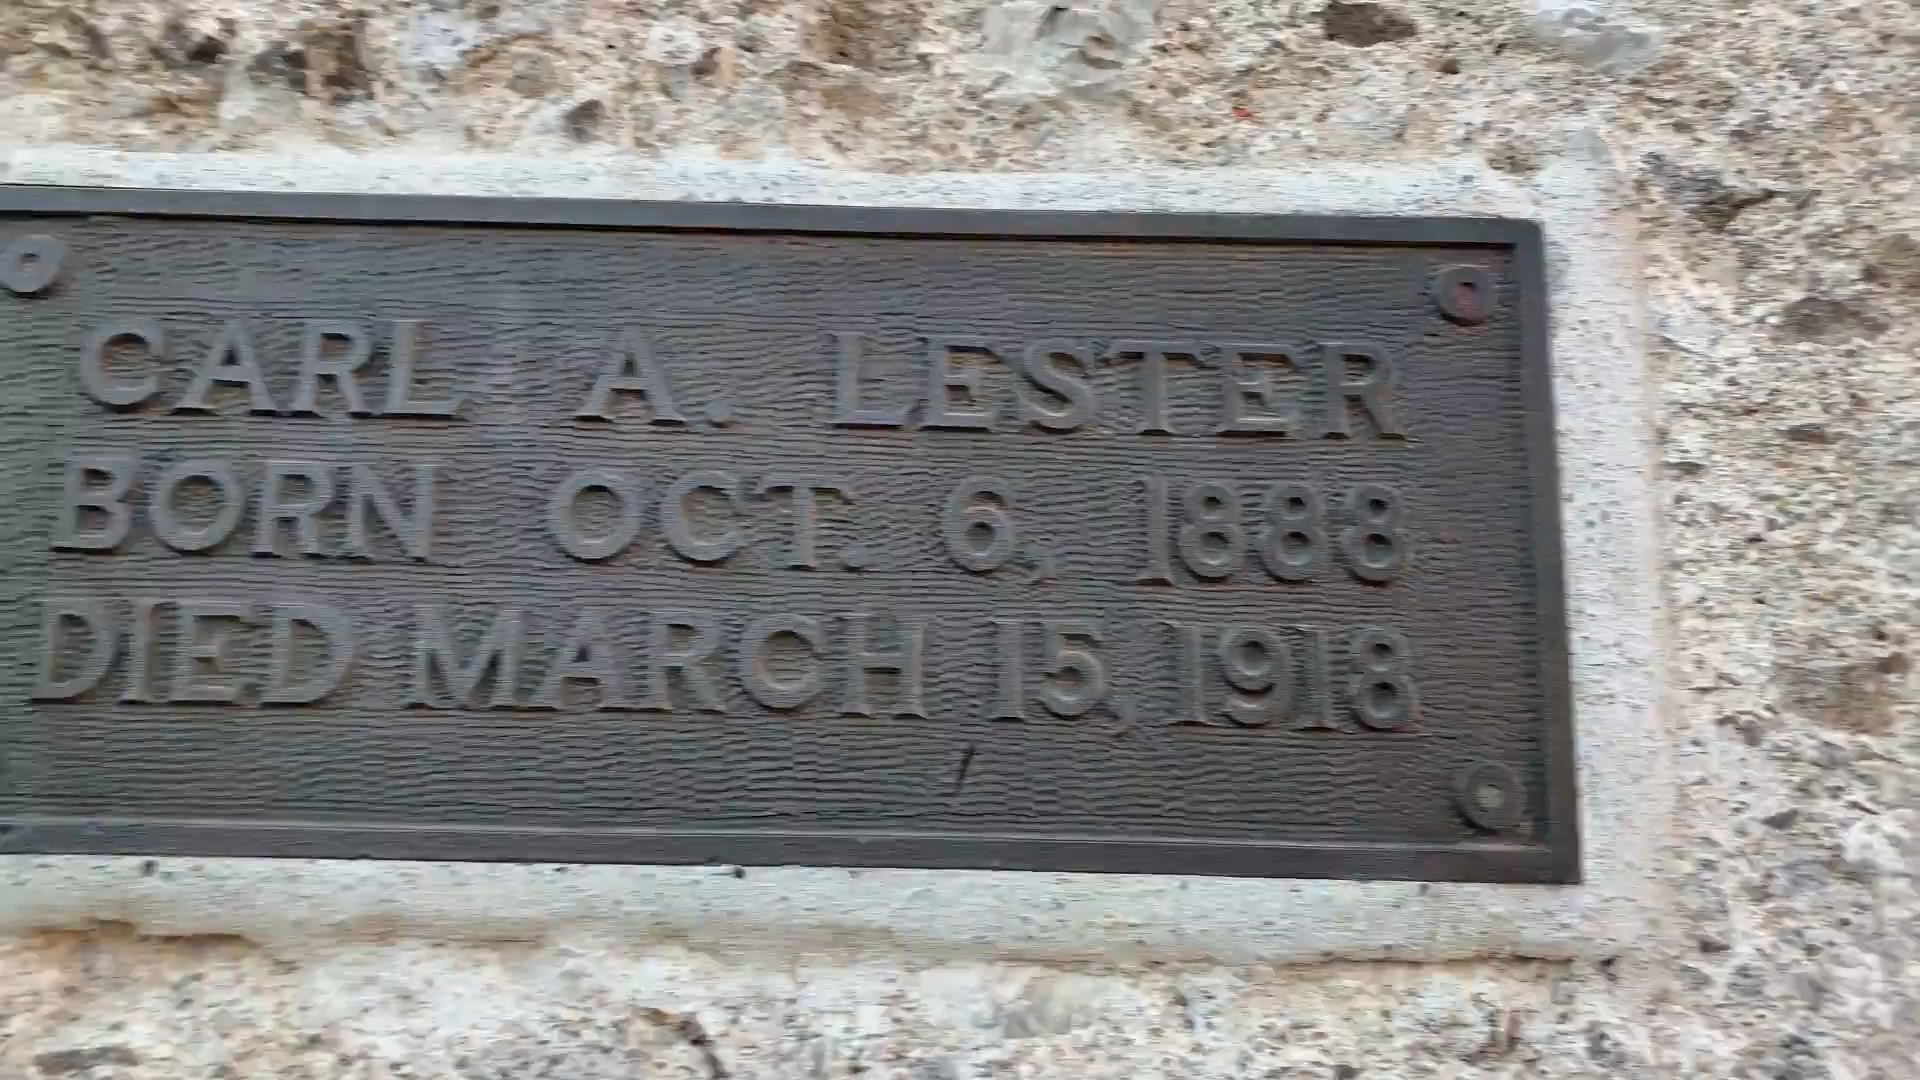 CARL A. LESTER
BORN OCT. 6, 1888
DIED MARCH 15, 1918